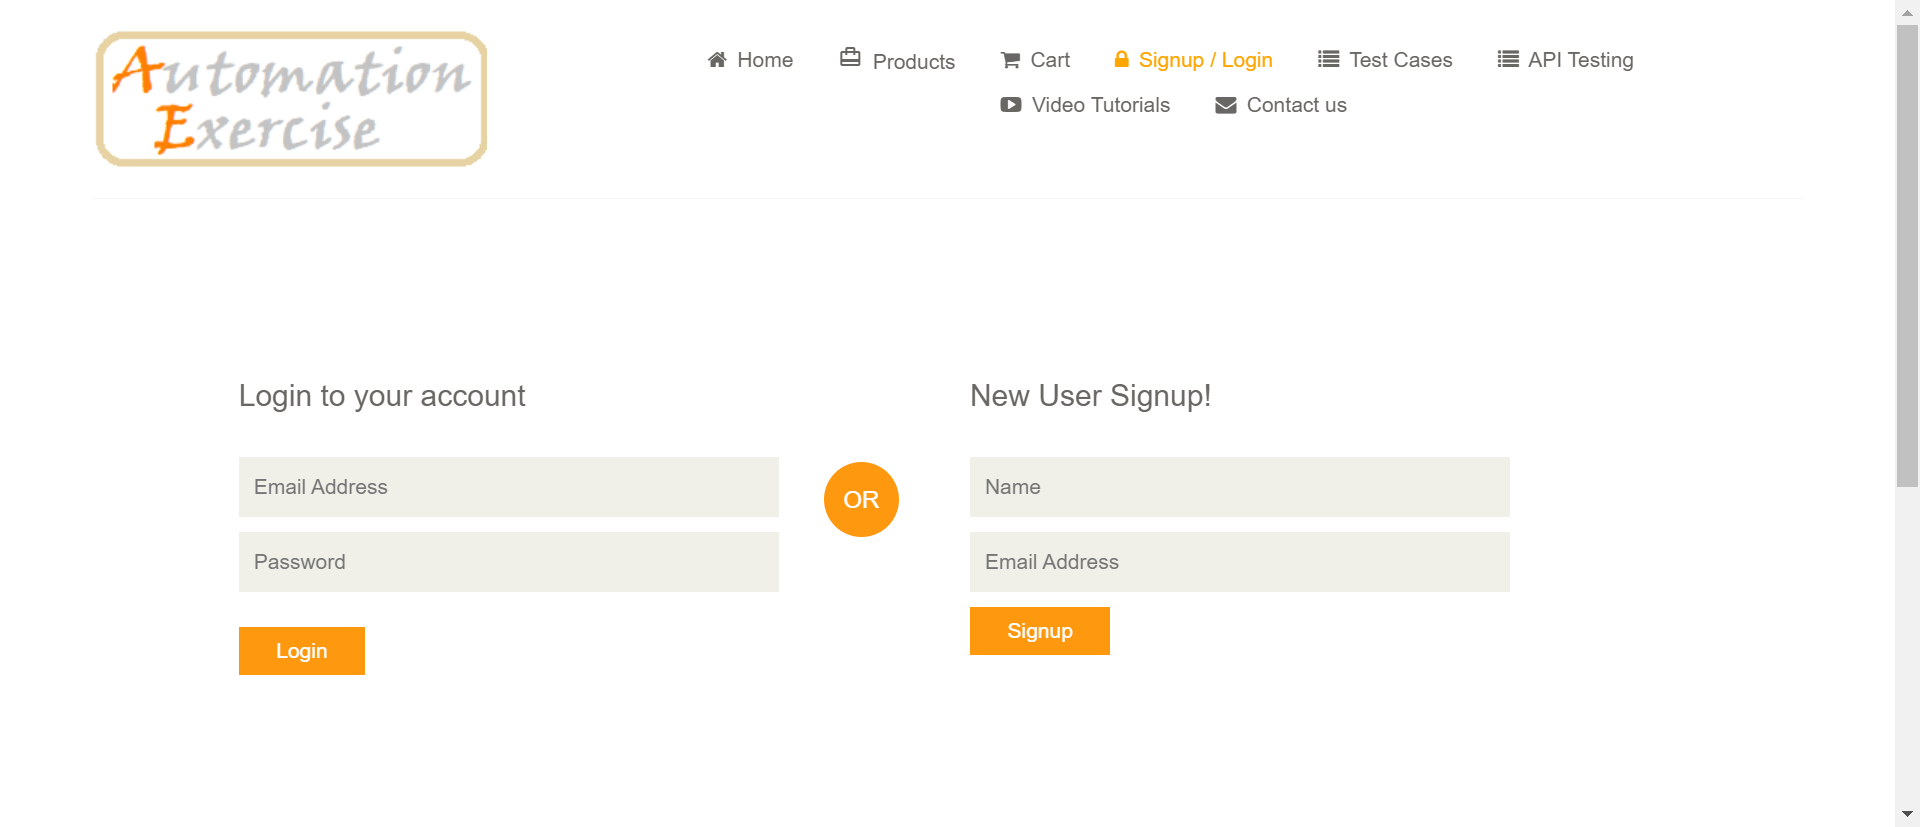 Automation
Exercise
Home Products Cart Signup / Login Test Cases API Testing
Video Tutorials Contact us
Login to your account
Email Address
Password
Login
OR
New User Signup!
Name
Email Address
Signup